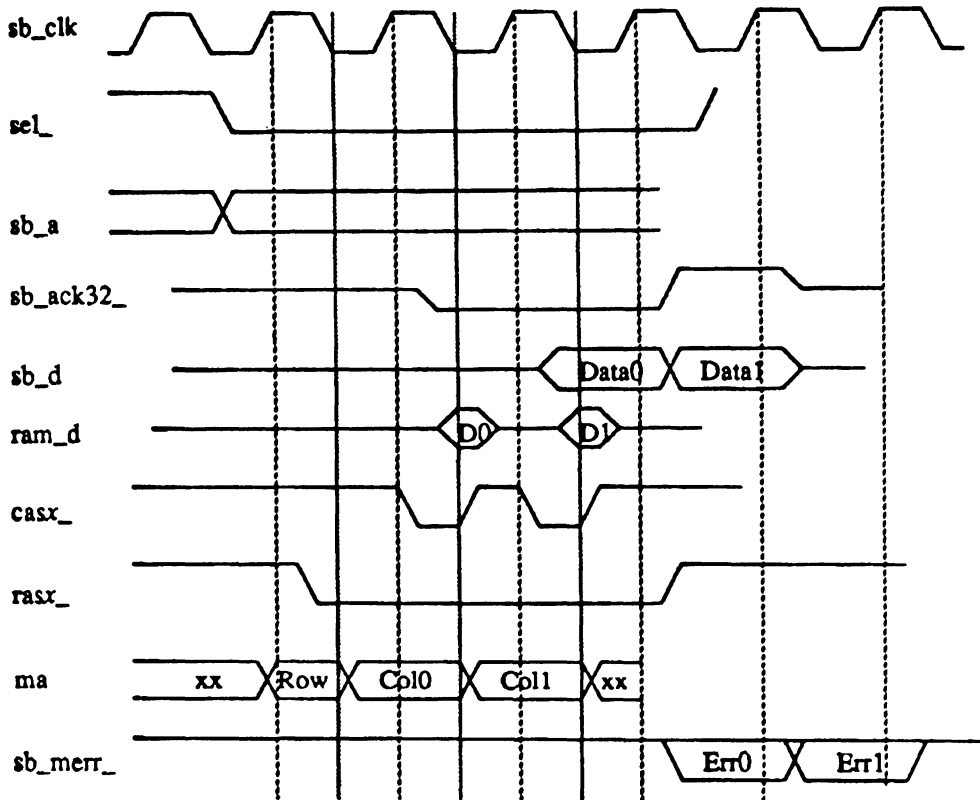 sb_clk
sel_
sb_a
sb_ack32_
sb_d Data0 Data1
ram_d D0 D1
casx_
rasx_
ma xx Row Col0 Col1 xx
sb_merr_ Err0 Err1